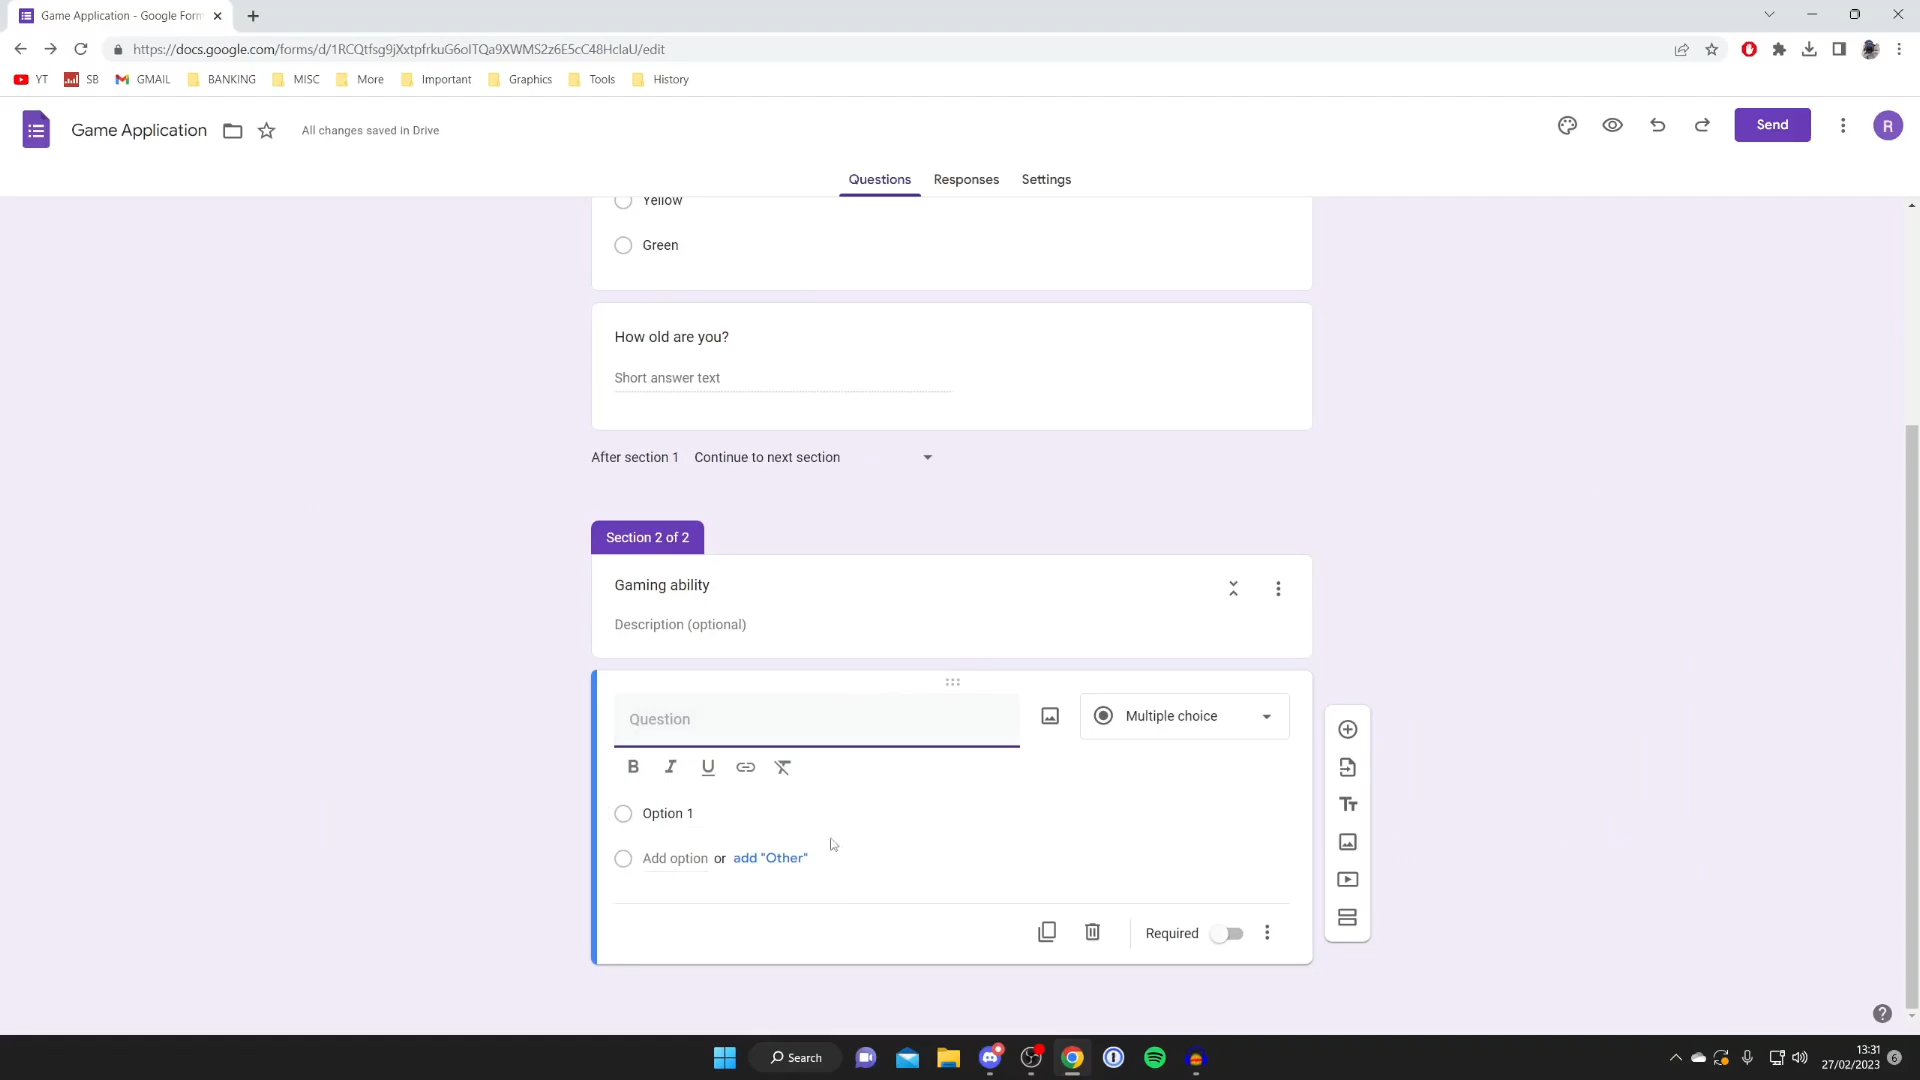 Game Application - Google Form
https://docs.google.com/forms/d/1RCQtfsg9jXxtpfrkuG6oITQa9XWMS2z6E5cC48HcIaU/edit
YT SB GMAIL BANKING MISC More Important Graphics Tools History
Game Application All changes saved in Drive
Send
R
Questions Responses Settings
Yellow
Green
How old are you?
Short answer text
After section 1 Continue to next section
Section 2 of 2
Gaming ability
Description (optional)
Question
Multiple choice
B I U
Option 1
Add option or add "Other"
Required
Search
13:31
27/02/2023
6